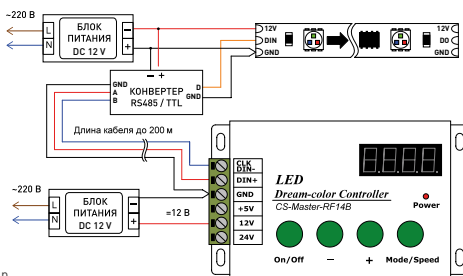 ~220 В
L
N
БЛОК
ПИТАНИЯ
DC 12 V
−
+
12V
DIN
GND
12V
DO
GND
− +
GND
A
B
КОНВЕРТЕР
RS485 / TTL
D
GND
Длина кабеля до 200 м
CLK
DIN-
DIN+
GND
+5V
12V
24V
LED
Dream-color Controller
CS-Master-RF14B
Power
On/Off
−
+
Mode/Speed
~220 В
L
N
БЛОК
ПИТАНИЯ
DC 12 V
−
+
=12 В